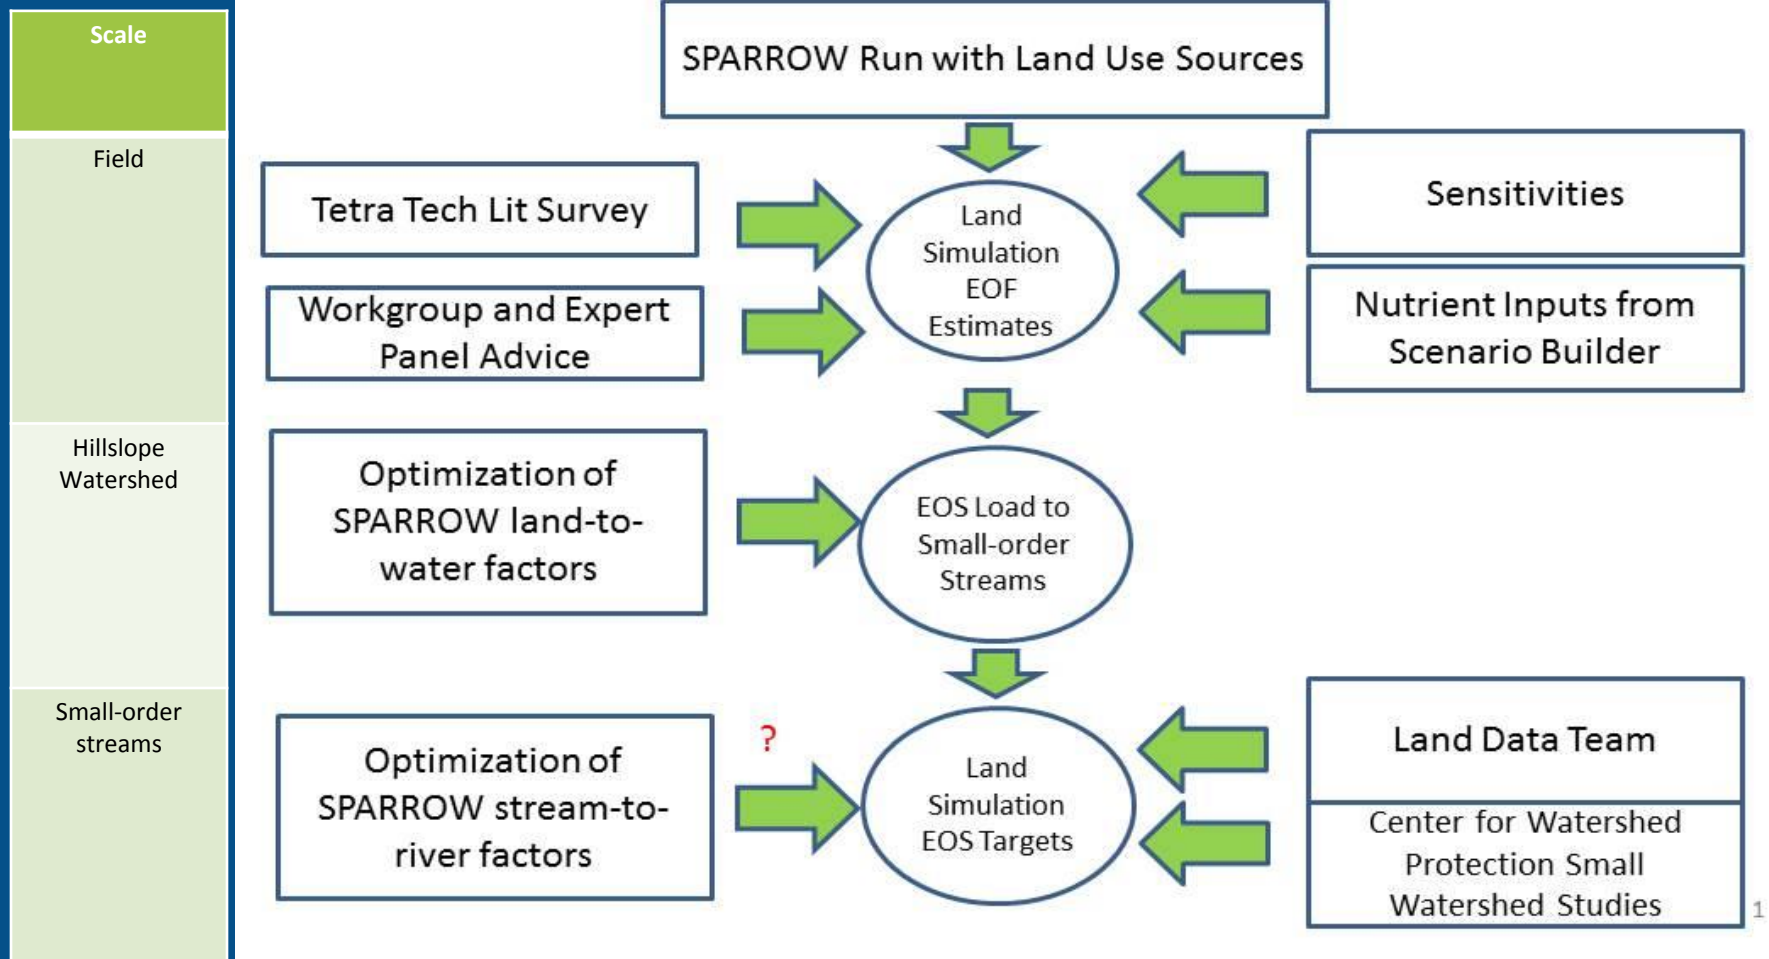 Scale
SPARROW Run with Land Use Sources
Field
Tetra Tech Lit Survey
Workgroup and Expert
Panel Advice
Land
Simulation
EOF
Estimates
Sensitivities
Nutrient Inputs from
Scenario Builder
Hillslope
Watershed
Optimization of
SPARROW land-to-
water factors
EOS Load to
Small-order
Streams
Small-order
streams
Optimization of
SPARROW stream-to-
river factors
?
Land
Simulation
EOS Targets
Land Data Team
Center for Watershed
Protection Small
Watershed Studies
1